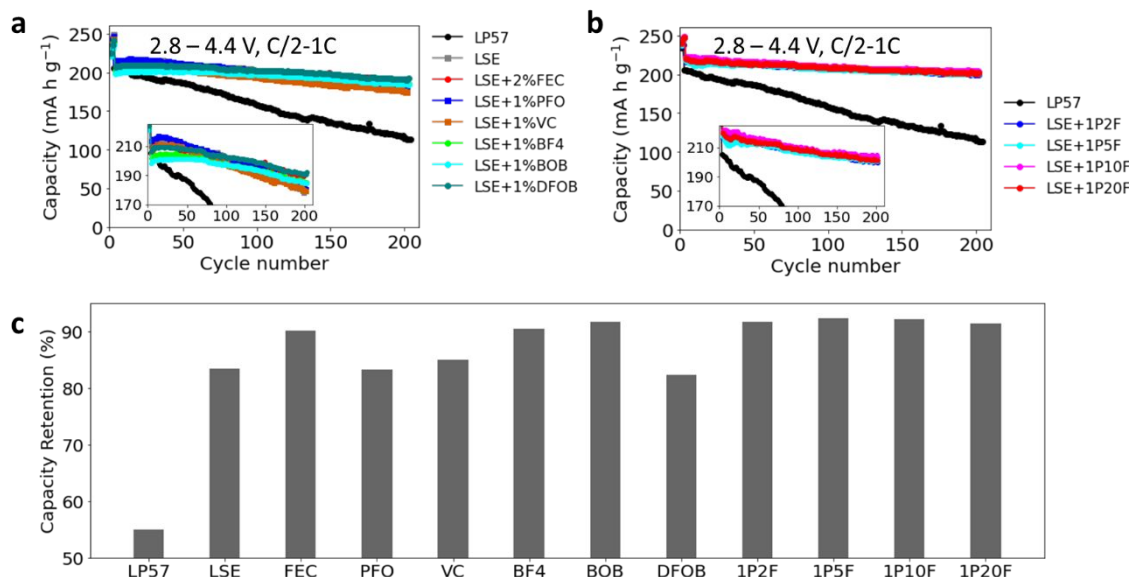 a
2.8 – 4.4 V, C/2-1C
Capacity (mA h g⁻¹)
250
200
150
100
50
0
210
190
170
0 50 100 150 200
0 50 100 150 200
Cycle number
LP57
LSE
LSE+2%FEC
LSE+1%PFO
LSE+1%VC
LSE+1%BF4
LSE+1%BOB
LSE+1%DFOB
b
2.8 – 4.4 V, C/2-1C
Capacity (mA h g⁻¹)
250
200
150
100
50
0
210
190
170
0 50 100 150 200
0 50 100 150 200
Cycle number
LP57
LSE+1P2F
LSE+1P5F
LSE+1P10F
LSE+1P20F
c
Capacity Retention (%)
90
80
70
60
50
LP57 LSE FEC PFO VC BF4 BOB DFOB 1P2F 1P5F 1P10F 1P20F